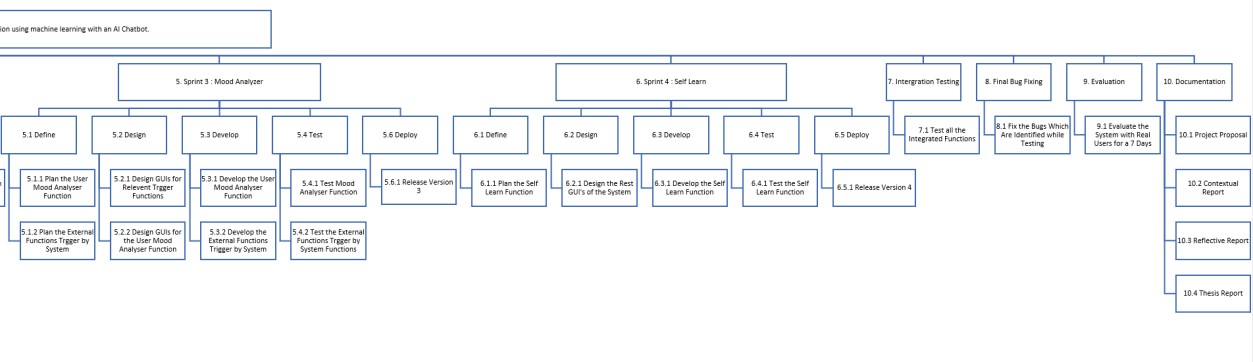 ion using machine learning with an AI Chatbot.
5. Sprint 3 : Mood Analyzer
6. Sprint 4 : Self Learn
7. Intergration Testing
8. Final Bug Fixing
9. Evaluation
10. Documentation
5.1 Define
5.2 Design
5.3 Develop
5.4 Test
5.6 Deploy
6.1 Define
6.2 Design
6.3 Develop
6.4 Test
6.5 Deploy
7.1 Test all the
Integrated Functions
8.1 Fix the Bugs Which
Are Identified while
Testing
9.1 Evaluate the
System with Real
Users for a 7 Days
10.1 Project Proposal
5.1.1 Plan the User
Mood Analyser
Function
5.2.1 Design GUIs for
Relevent Trgger
Functions
5.3.1 Develop the User
Mood Analyser
Function
5.4.1 Test Mood
Analyser Function
5.6.1 Release Version
3
6.1.1 Plan the Self
Learn Function
6.2.1 Design the Rest
GUI's of the System
6.3.1 Develop the Self
Learn Function
6.4.1 Test the Self
Learn Function
6.5.1 Release Version 4
10.2 Contextual
Report
5.1.2 Plan the External
Functions Trgger by
System
5.2.2 Design GUIs for
the User Mood
Analyser Function
5.3.2 Develop the
External Functions
Trigger by System
5.4.2 Test the External
Functions Trgger by
System Functions
10.3 Reflective Report
10.4 Thesis Report